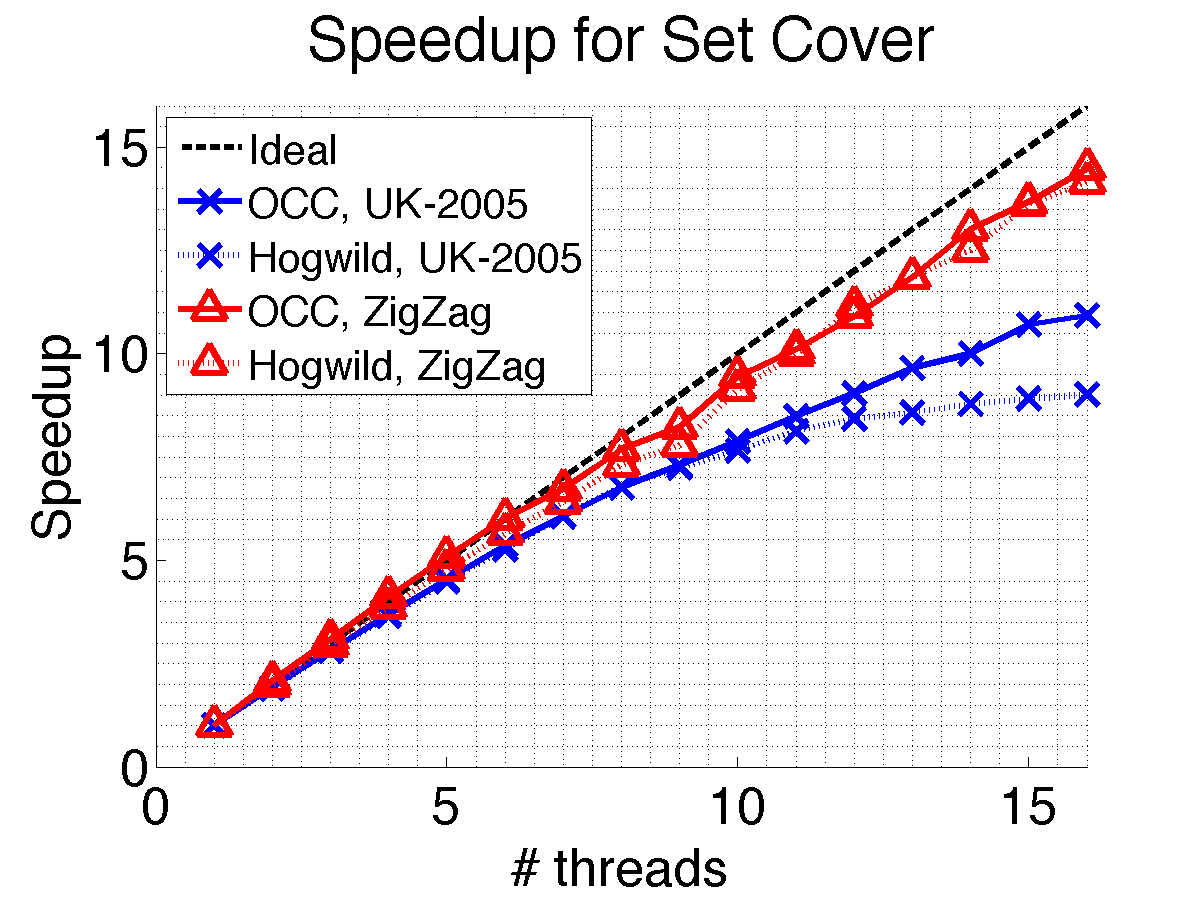 Speedup for Set Cover
Ideal
OCC, UK-2005
Hogwild, UK-2005
OCC, ZigZag
Hogwild, ZigZag
15
10
5
0
Speedup
0
5
10
15
# threads